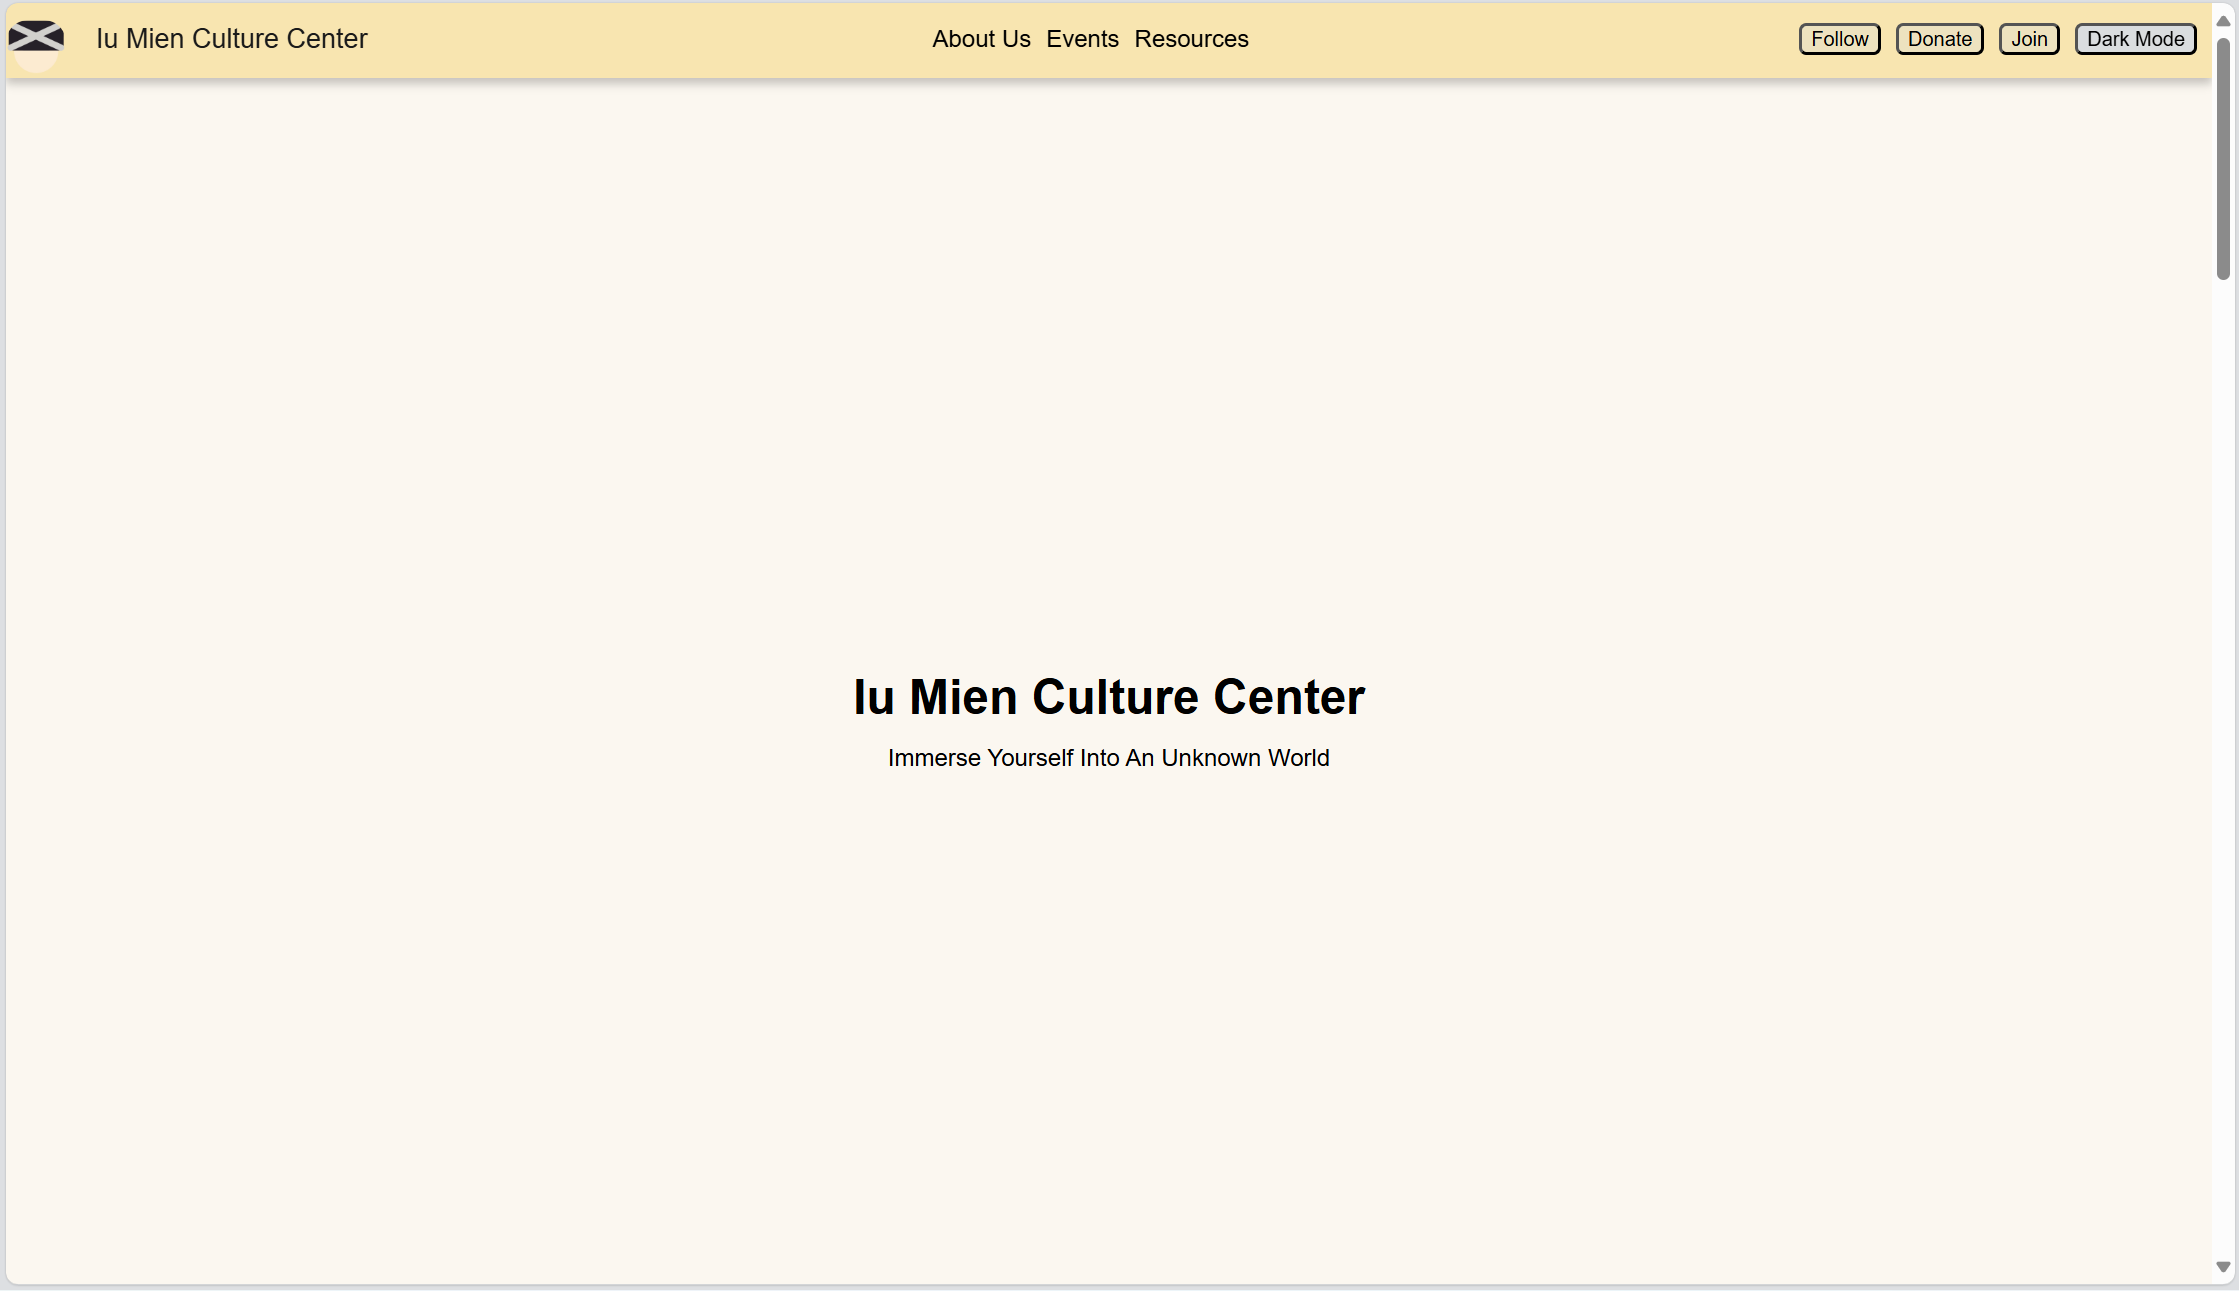 Iu Mien Culture Center
About Us Events Resources
Follow Donate Join Dark Mode
Iu Mien Culture Center
Immerse Yourself Into An Unknown World